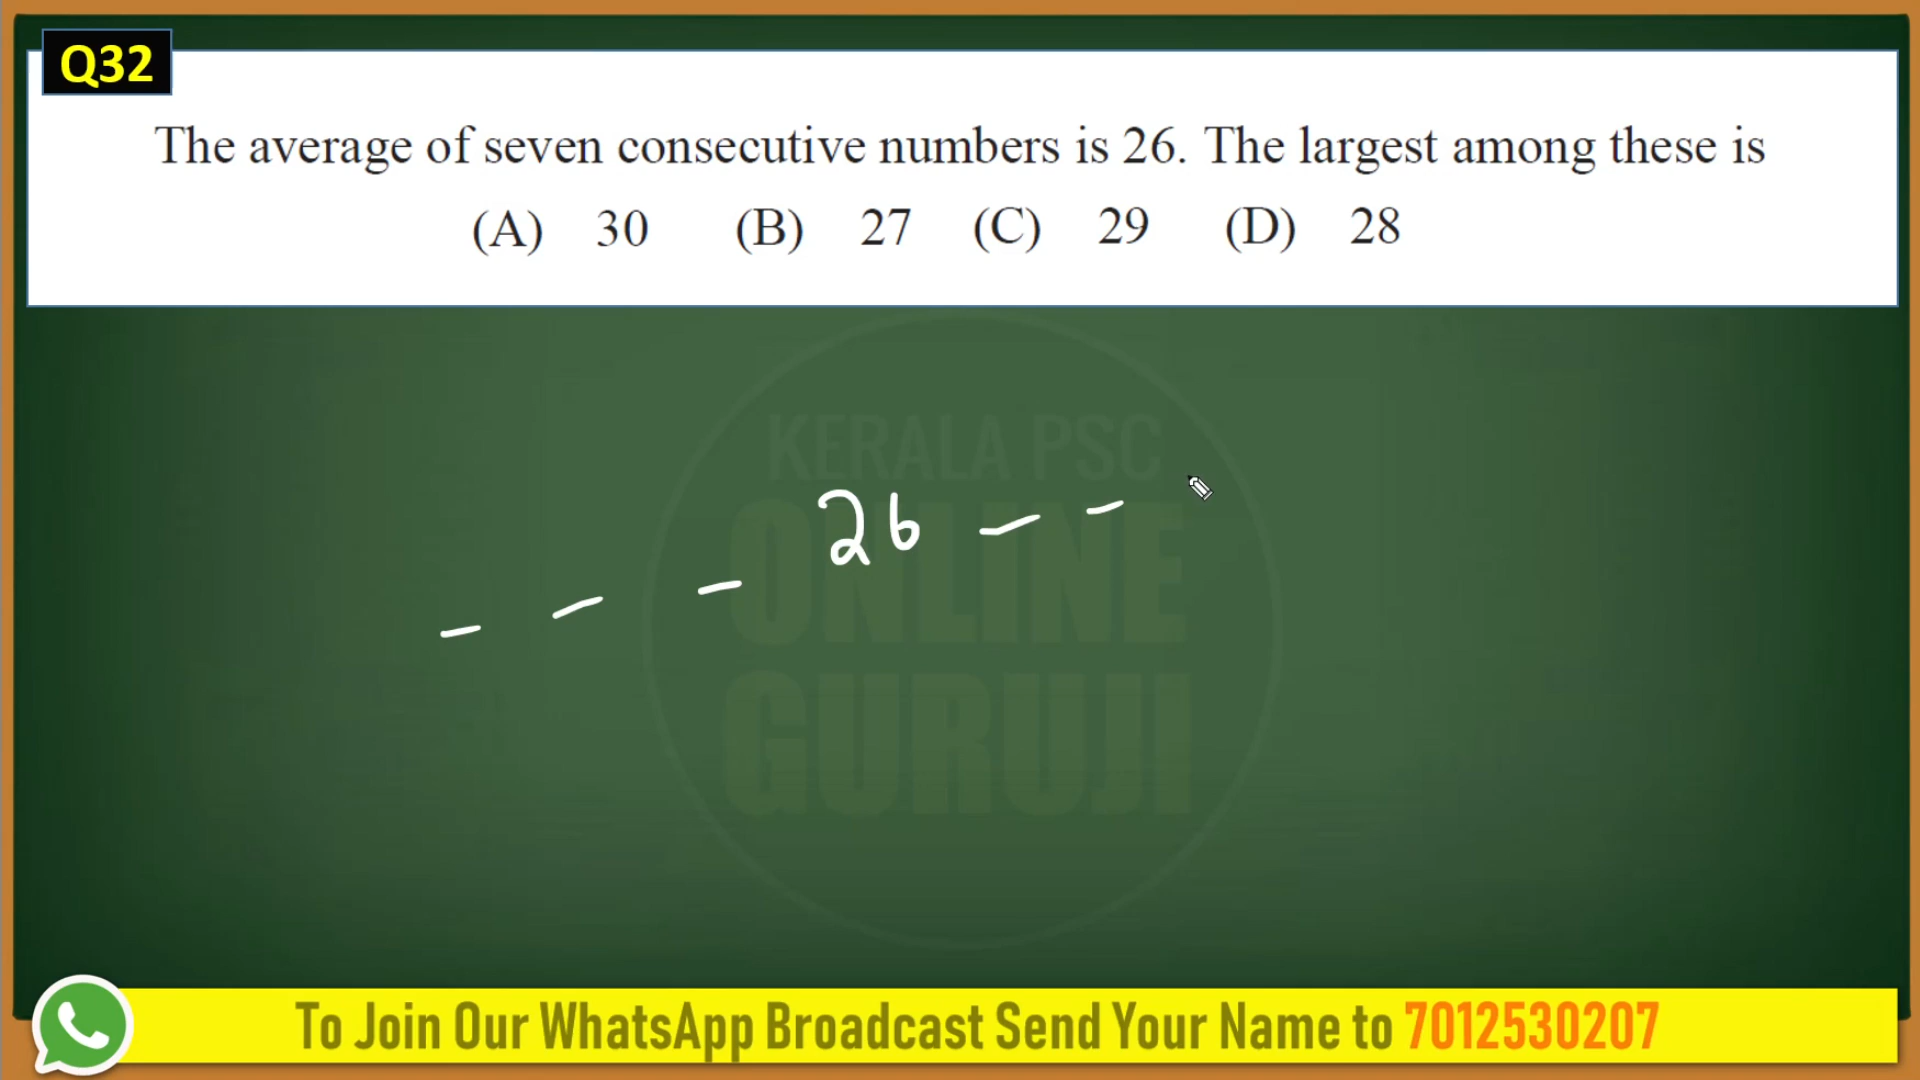 Q32
The average of seven consecutive numbers is 26. The largest among these is
(A) 30 (B) 27 (C) 29 (D) 28
KERALA PSC
26 – –
ONLINE
– – –
GURUJI
To Join Our WhatsApp Broadcast Send Your Name to 7012530207